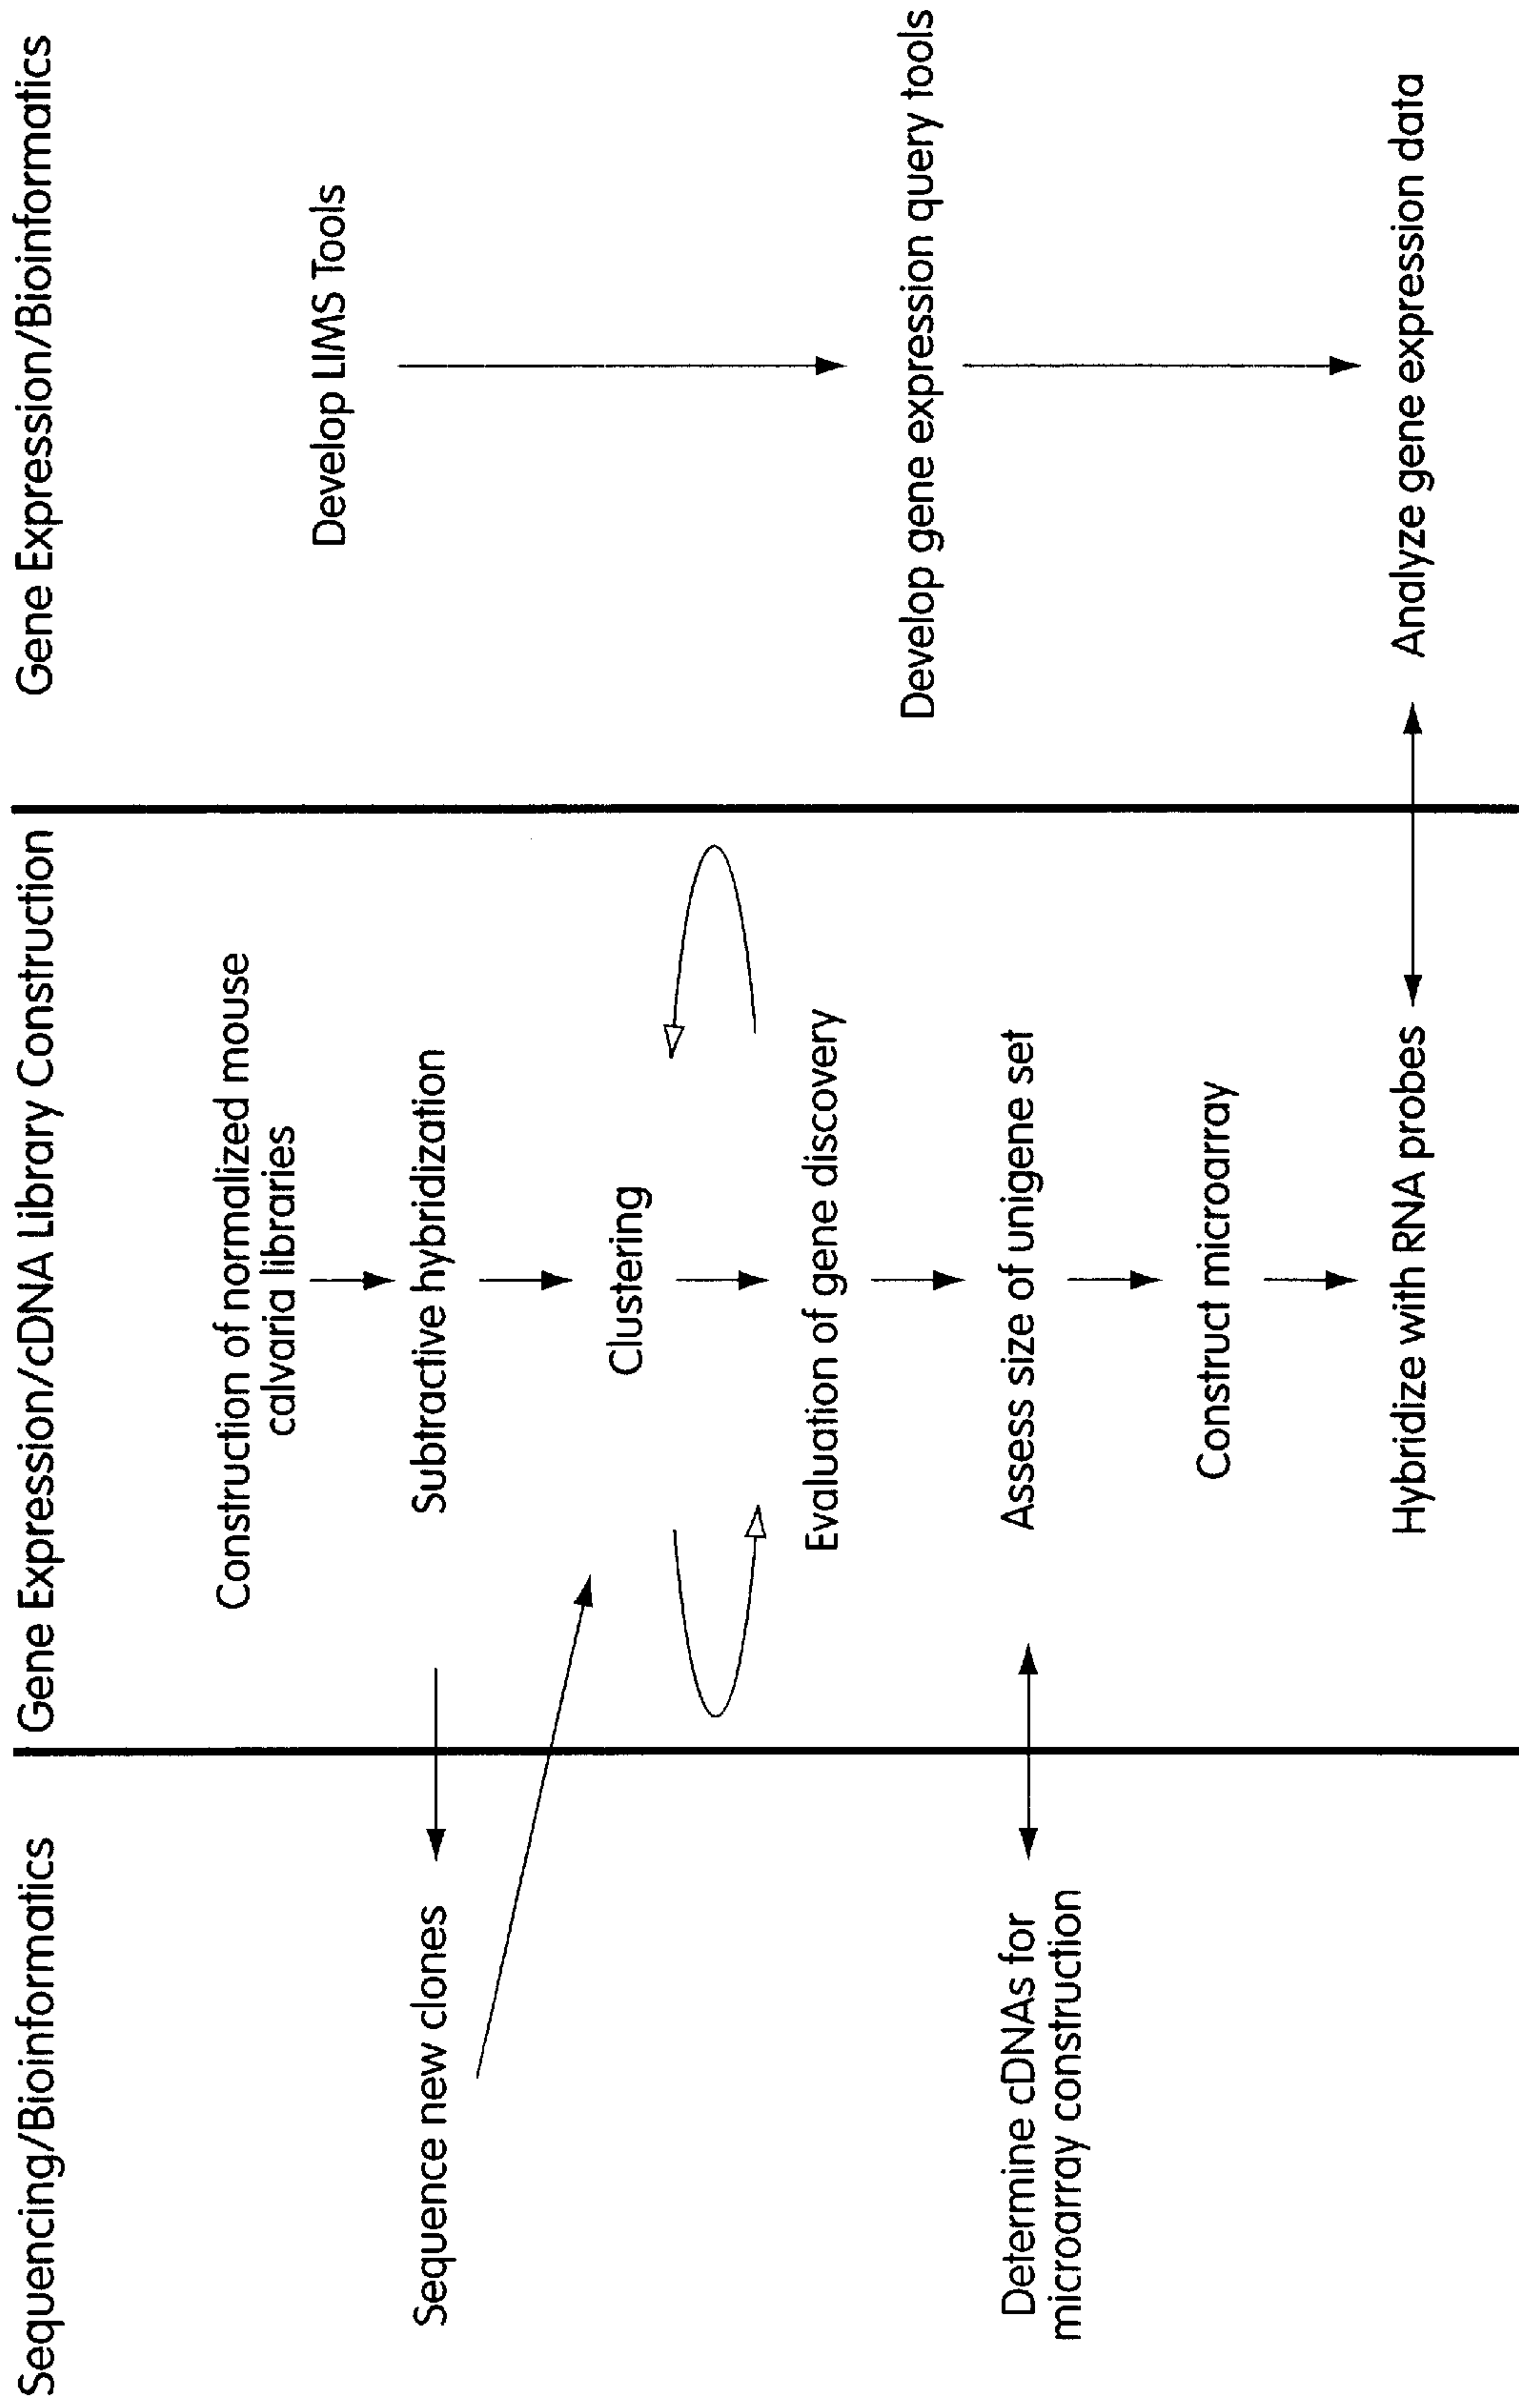 Sequencing/Bioinformatics
Gene Expression/cDNA Library Construction
Gene Expression/Bioinformatics
Construction of normalized mouse
calvaria libraries
Develop LIMS Tools
Sequence new clones
Subtractive hybridization
Clustering
Evaluation of gene discovery
Develop gene expression query tools
Determine cDNAs for
microarray construction
Assess size of unigene set
Construct microarray
Hybridize with RNA probes
Analyze gene expression data